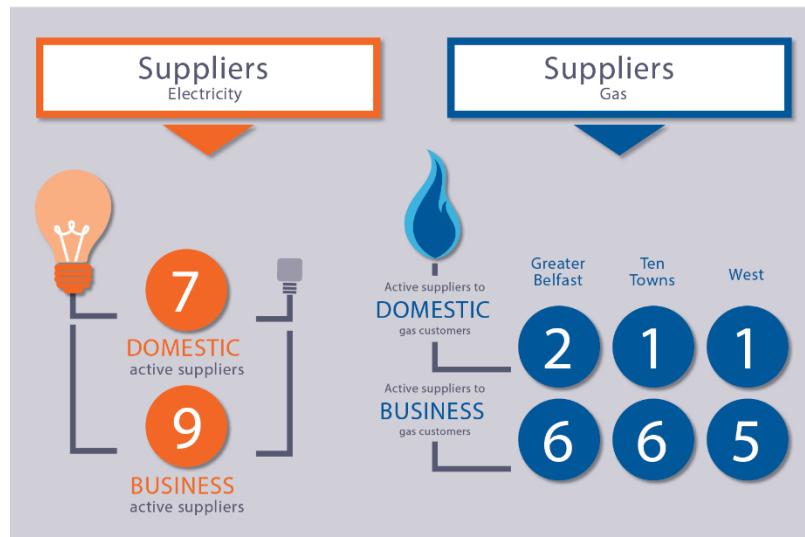 Suppliers
Electricity
7
DOMESTIC
active suppliers
9
BUSINESS
active suppliers
Suppliers
Gas
Greater
Belfast
Ten
Towns
West
Active suppliers to
DOMESTIC
gas customers
2 1 1
Active suppliers to
BUSINESS
gas customers
6 6 5